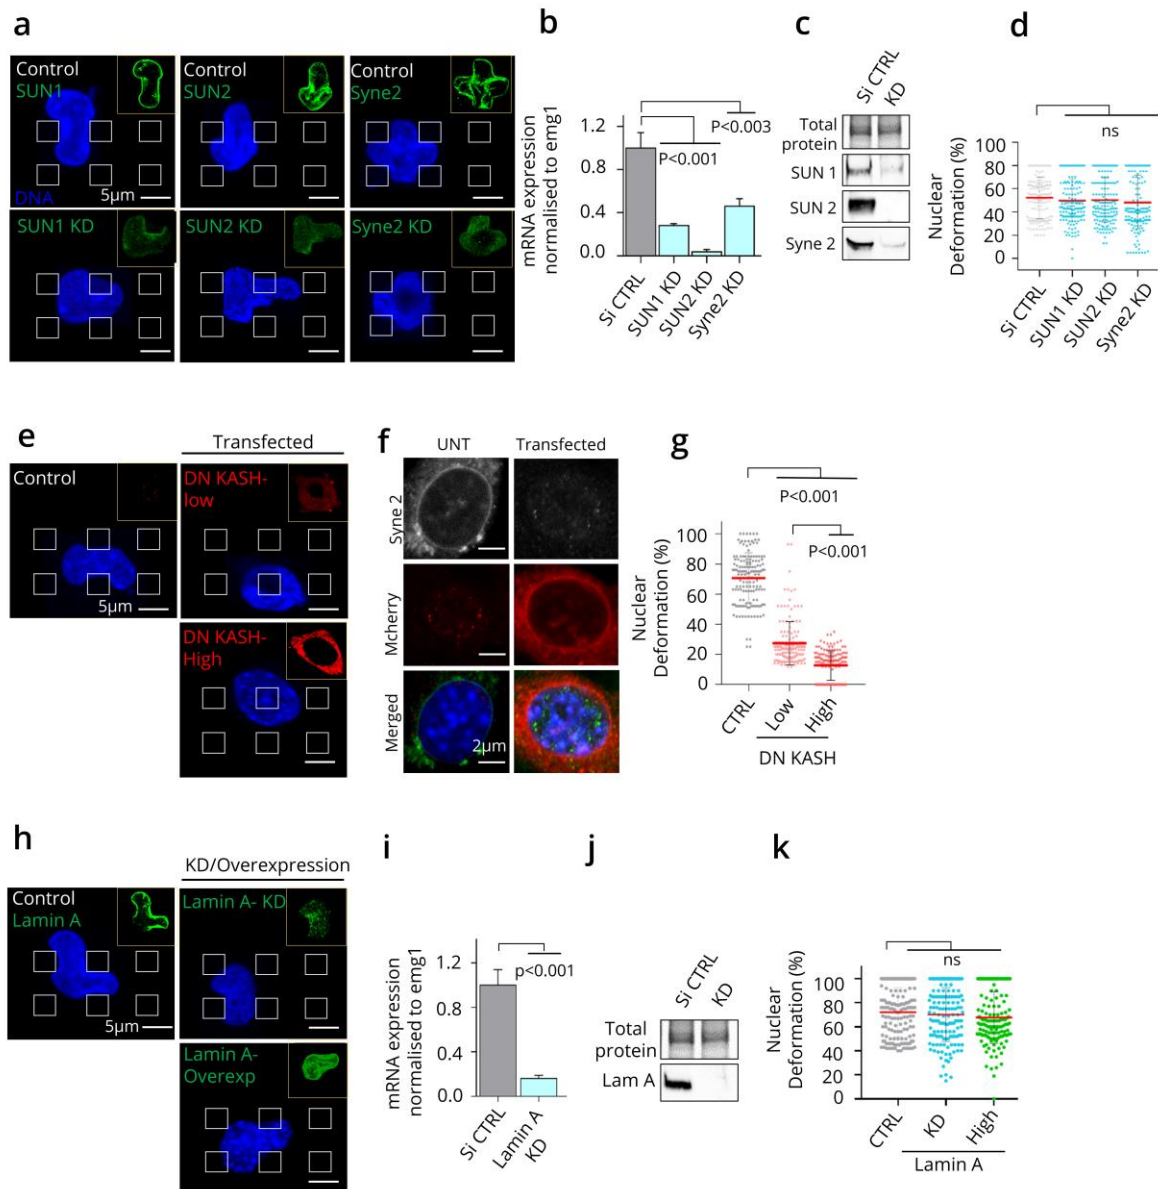 a
Control
SUN1
DNA
5μm
Control
SUN2
Control
Syne2
SUN1 KD
SUN2 KD
Syne2 KD
b
mRNA expression
normalised to emg1
1.2
0.8
0.4
0.0
P<0.003
P<0.001
Si CTRL
SUN1 KD
SUN2 KD
Syne2 KD
c
Si CTRL
KD
Total
protein
SUN 1
SUN 2
Syne 2
d
Nuclear
Deformation (%)
100
80
60
40
20
0
ns
Si CTRL
SUN1 KD
SUN2 KD
Syne2 KD
e
Transfected
Control
5μm
DN KASH-
low
DN KASH-
High
f
UNT
Transfected
Syne 2
Mcherry
Merged
2μm
g
Nuclear
Deformation (%)
100
80
60
40
20
0
P<0.001
P<0.001
CTRL
Low
High
DN KASH
h
KD/Overexpression
Control
Lamin A
5μm
Lamin A- KD
Lamin A-
Overexp
i
mRNA expression
normalised to emg1
1.2
0.8
0.4
0.0
p<0.001
Si CTRL
Lamin A
KD
j
Si CTRL
KD
Total
protein
Lam A
k
Nuclear
Deformation (%)
100
80
60
40
20
0
ns
CTRL
KD
High
Lamin A